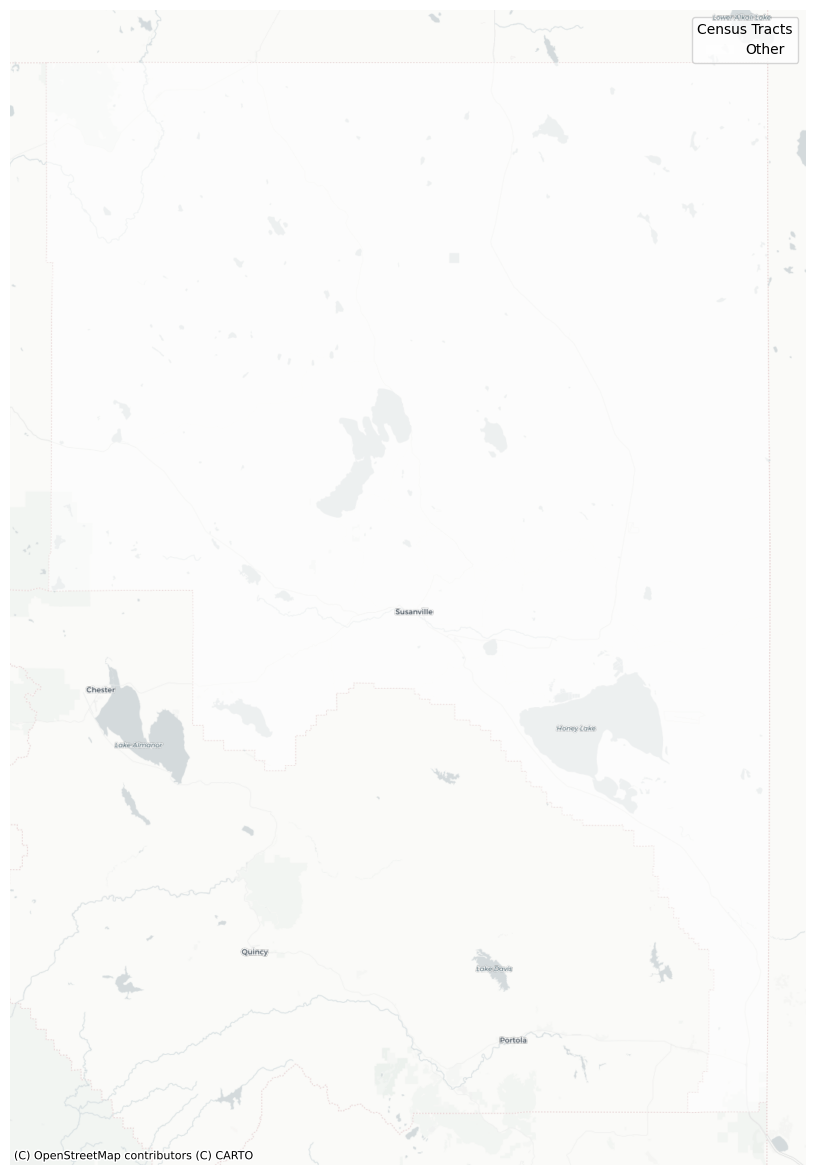 Lower Alkali Lake
Census Tracts
Other
Susanville
Chester
Lake Almanor
Honey Lake
Quincy
Lake Davis
Portola
(C) OpenStreetMap contributors (C) CARTO